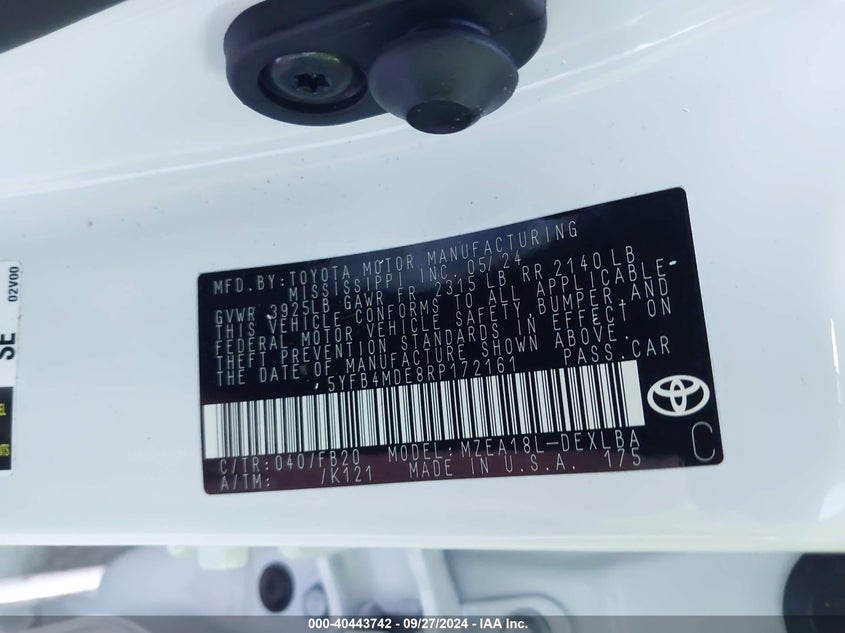 MFD.BY:TOYOTA MOTOR MANUFACTURING
MISSISSIPPI INC. 05/24
GVWR 3925LB GAWR FR 2315 LB RR 2140 LB
THIS VEHICLE CONFORMS TO ALL APPLICABLE
FEDERAL MOTOR VEHICLE SAFETY, BUMPER, AND
THEFT PREVENTION STANDARDS IN EFFECT ON
THE DATE OF MANUFACTURE SHOWN ABOVE.
5YFB4MDE8RP172161 PASS.CAR
C/TR: 040/FB20 MODEL: MZEA18L-DEXLBA
A/TM: /K121 MADE IN U.S.A. 175
C
02V00
SE
000-40443742 - 09/27/2024 - IAA Inc.